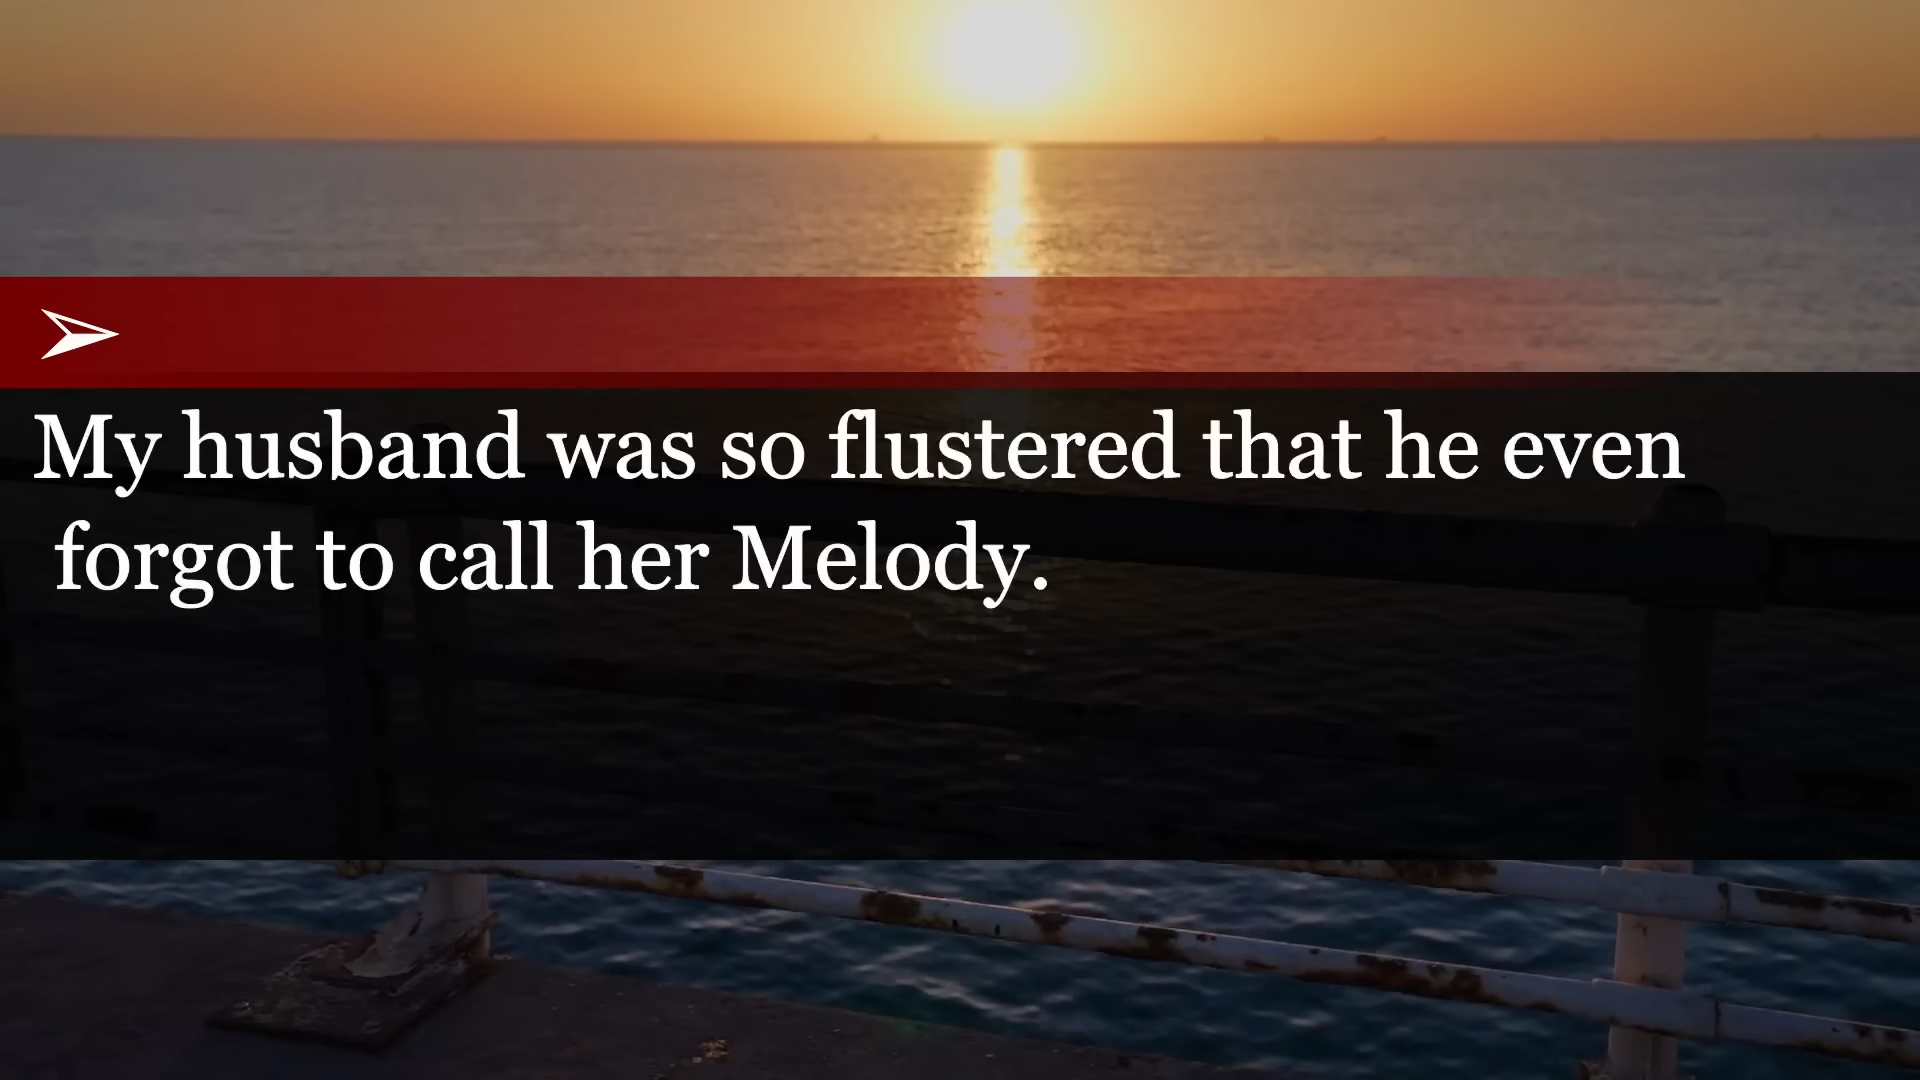 My husband was so flustered that he even
forgot to call her Melody.